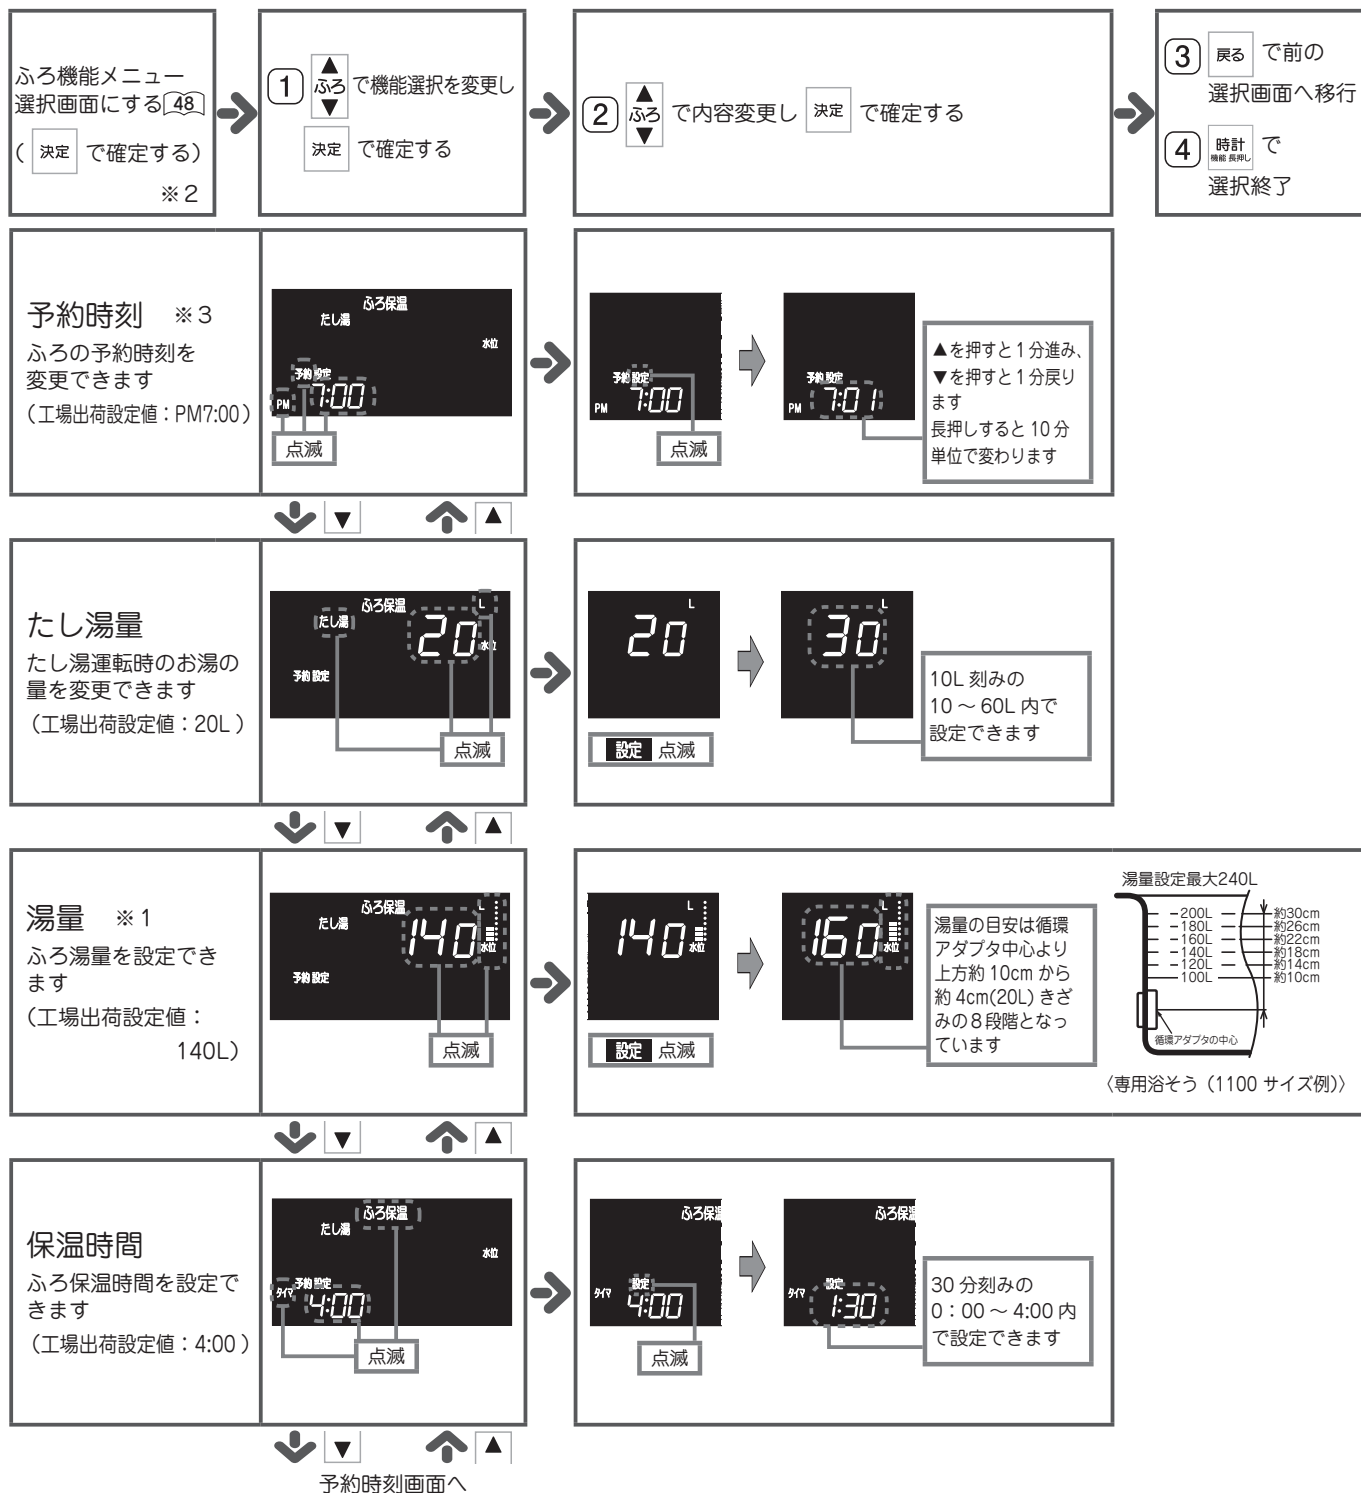 ふろ機能メニュー
選択画面にする 48
( 決定 で確定する)
※2
1 ▲ ふろ ▼ で機能選択を変更し
決定 で確定する
2 ▲ ふろ ▼ で内容変更し 決定 で確定する
3 戻る で前の
選択画面へ移行
4 時計 機能 長押し で
選択終了
予約時刻 ※3
ふろの予約時刻を
変更できます
(工場出荷設定値:PM7:00)
ふろ保温
たし湯
水位
予約 設定
PM 7:00
点滅
予約 設定
PM 7:00
点滅
予約 設定
PM 7:01
▲を押すと1分進み、
▼を押すと1分戻り
ます
長押しすると10分
単位で変わります
▼ ▲
たし湯量
たし湯運転時のお湯の
量を変更できます
(工場出荷設定値:20L)
ふろ保温 L
たし湯 20 水位
予約 設定
点滅
L
20
設定 点滅
L
30
10L 刻みの
10 ~ 60L 内で
設定できます
▼ ▲
湯量 ※1
ふろ湯量を設定でき
ます
(工場出荷設定値:
140L)
ふろ保温 L
たし湯 140 水位
予約 設定
点滅
L
140 水位
設定 点滅
L
160 水位
湯量の目安は循環
アダプタ中心より
上方約 10cm から
約 4cm(20L) きざ
みの8段階となっ
ています
湯量設定最大240L
200L 約30cm
180L 約26cm
160L 約22cm
140L 約18cm
120L 約14cm
100L 約10cm
循環アダプタの中心
〈専用浴そう(1100 サイズ例)〉
▼ ▲
保温時間
ふろ保温時間を設定で
きます
(工場出荷設定値:4:00)
ふろ保温
たし湯
水位
予約 設定
タイマ 4:00
点滅
ふろ保温
設定
タイマ 4:00
点滅
ふろ保温
設定
タイマ 1:30
30 分刻みの
0:00 ~ 4:00 内
で設定できます
▼ ▲
予約時刻画面へ